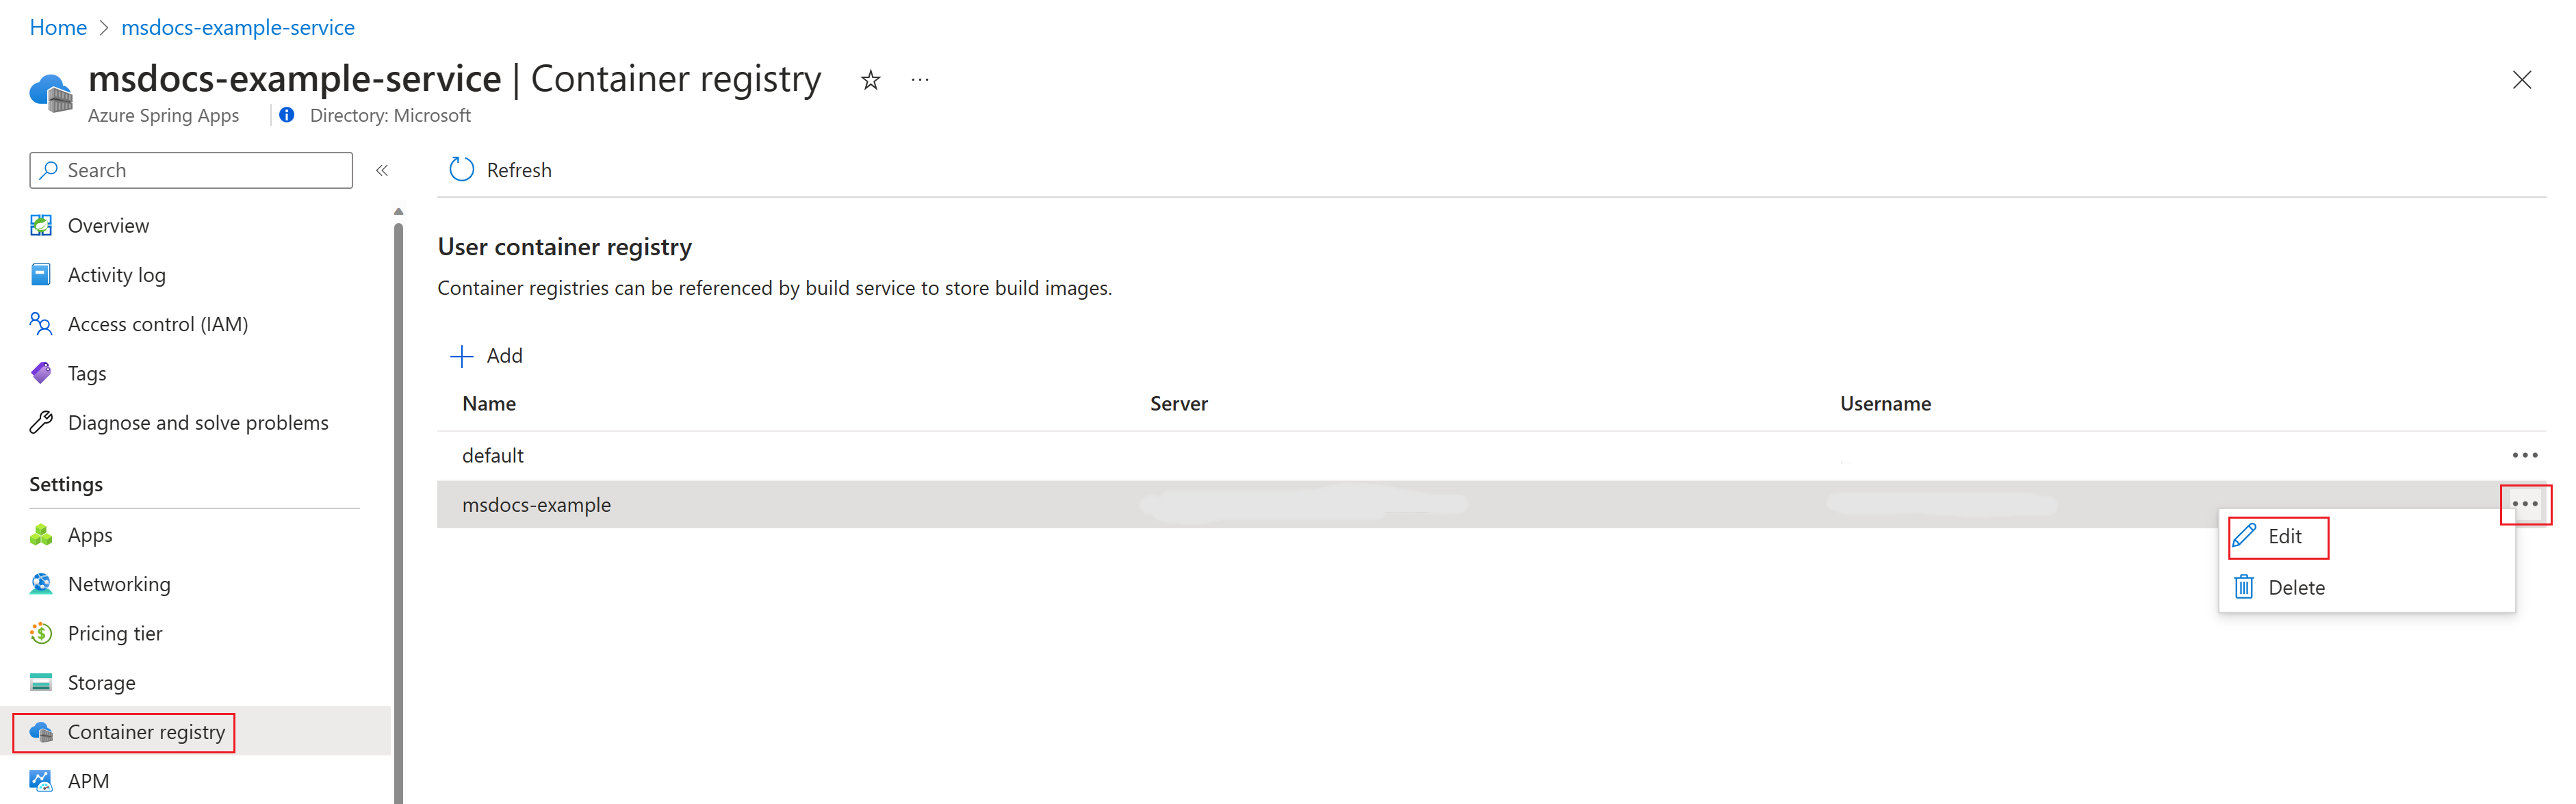 Home > msdocs-example-service
msdocs-example-service | Container registry
Azure Spring Apps | Directory: Microsoft
Search
Refresh
Overview
Activity log
Access control (IAM)
Tags
Diagnose and solve problems
Settings
Apps
Networking
Pricing tier
Storage
Container registry
APM
User container registry
Container registries can be referenced by build service to store build images.
Add
Name Server Username
default
msdocs-example
Edit
Delete